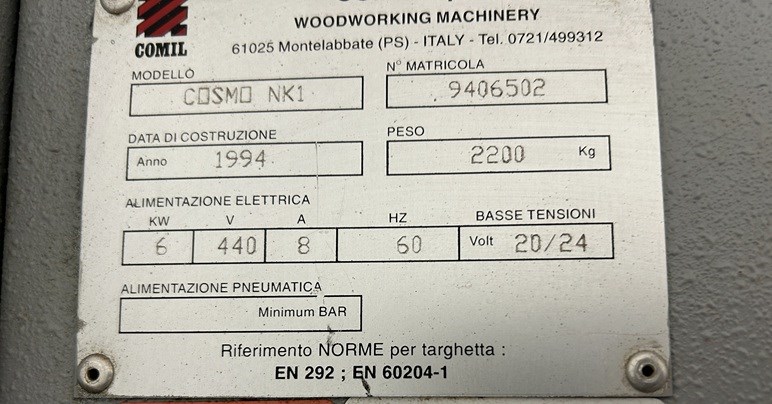 WOODWORKING MACHINERY
COMIL
61025 Montelabbate (PS) - ITALY - Tel. 0721/499312
MODELLO
N° MATRICOLA
COSMO NK1
9406502
DATA DI COSTRUZIONE
PESO
Anno 1994
2200 Kg
ALIMENTAZIONE ELETTRICA
KW V A HZ BASSE TENSIONI
6 440 8 60 Volt 20/24
ALIMENTAZIONE PNEUMATICA
Minimum BAR
Riferimento NORME per targhetta :
EN 292 ; EN 60204-1